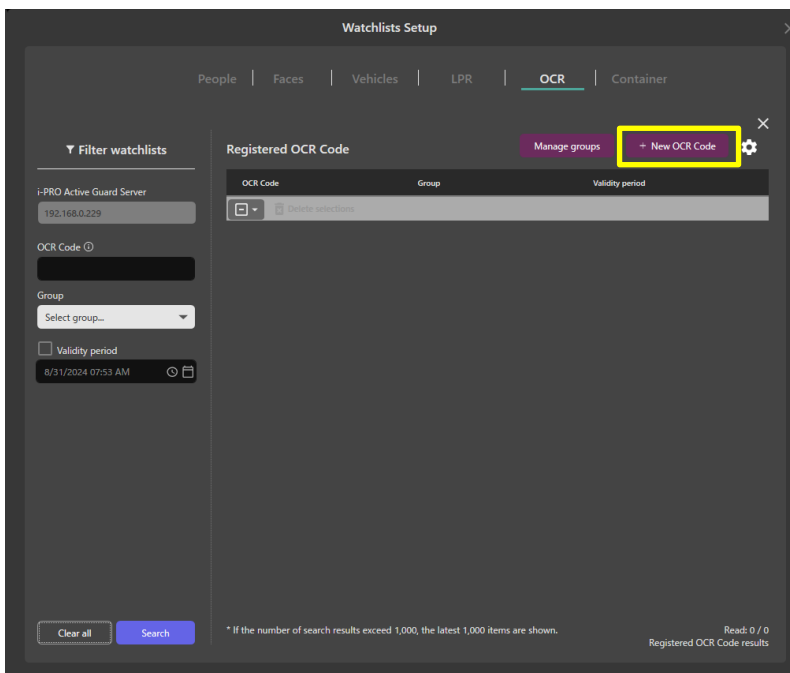 Watchlists Setup
People | Faces | Vehicles | LPR | OCR | Container
Filter watchlists
i-PRO Active Guard Server
192.168.0.229
OCR Code
Group
Select group...
Validity period
8/31/2024 07:53 AM
Clear all
Search
Registered OCR Code
Manage groups
+ New OCR Code
OCR Code Group Validity period
Delete selections
* If the number of search results exceed 1,000, the latest 1,000 items are shown.
Read: 0 / 0
Registered OCR Code results